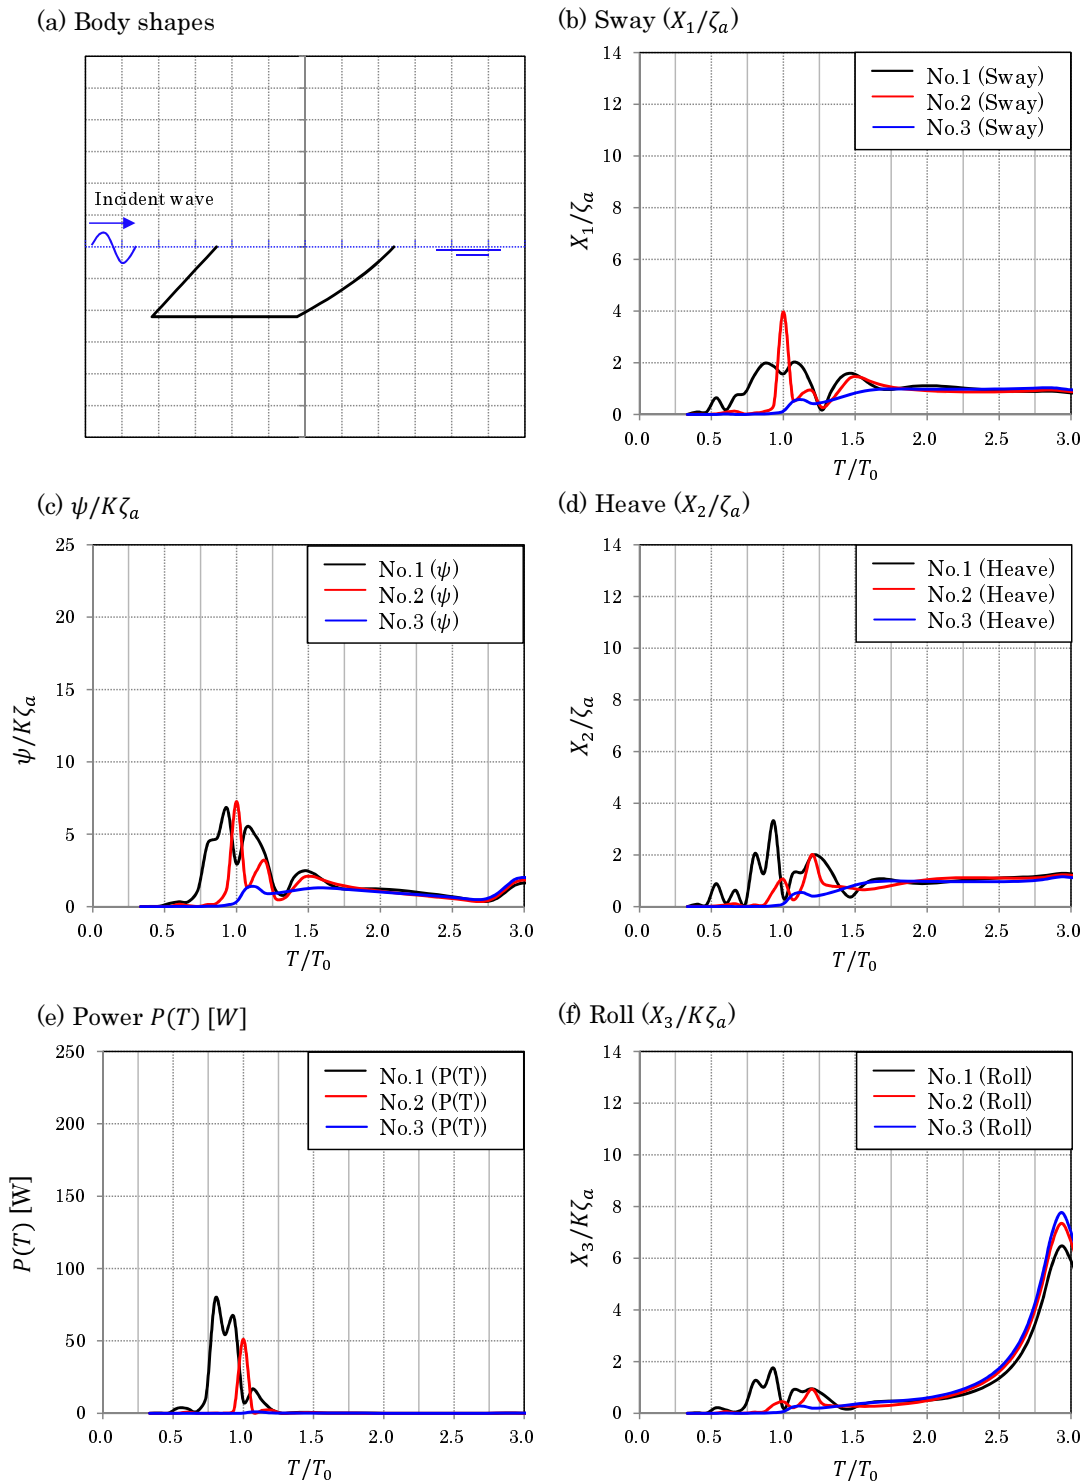 (a) Body shapes
Incident wave
(b) Sway (𝑋₁/ζₐ)
14
12
10
8
6
4
2
0
X₁/ζₐ
No.1 (Sway)
No.2 (Sway)
No.3 (Sway)
0.0 0.5 1.0 1.5 2.0 2.5 3.0
T/T₀
(c) ψ/Kζₐ
25
20
15
10
5
0
ψ/Kζₐ
No.1 (ψ)
No.2 (ψ)
No.3 (ψ)
0.0 0.5 1.0 1.5 2.0 2.5 3.0
T/T₀
(d) Heave (X₂/ζₐ)
14
12
10
8
6
4
2
0
X₂/ζₐ
No.1 (Heave)
No.2 (Heave)
No.3 (Heave)
0.0 0.5 1.0 1.5 2.0 2.5 3.0
T/T₀
(e) Power P(T) [W]
250
200
150
100
50
0
P(T) [W]
No.1 (P(T))
No.2 (P(T))
No.3 (P(T))
0.0 0.5 1.0 1.5 2.0 2.5 3.0
T/T₀
(f) Roll (X₃/Kζₐ)
14
12
10
8
6
4
2
0
X₃/Kζₐ
No.1 (Roll)
No.2 (Roll)
No.3 (Roll)
0.0 0.5 1.0 1.5 2.0 2.5 3.0
T/T₀